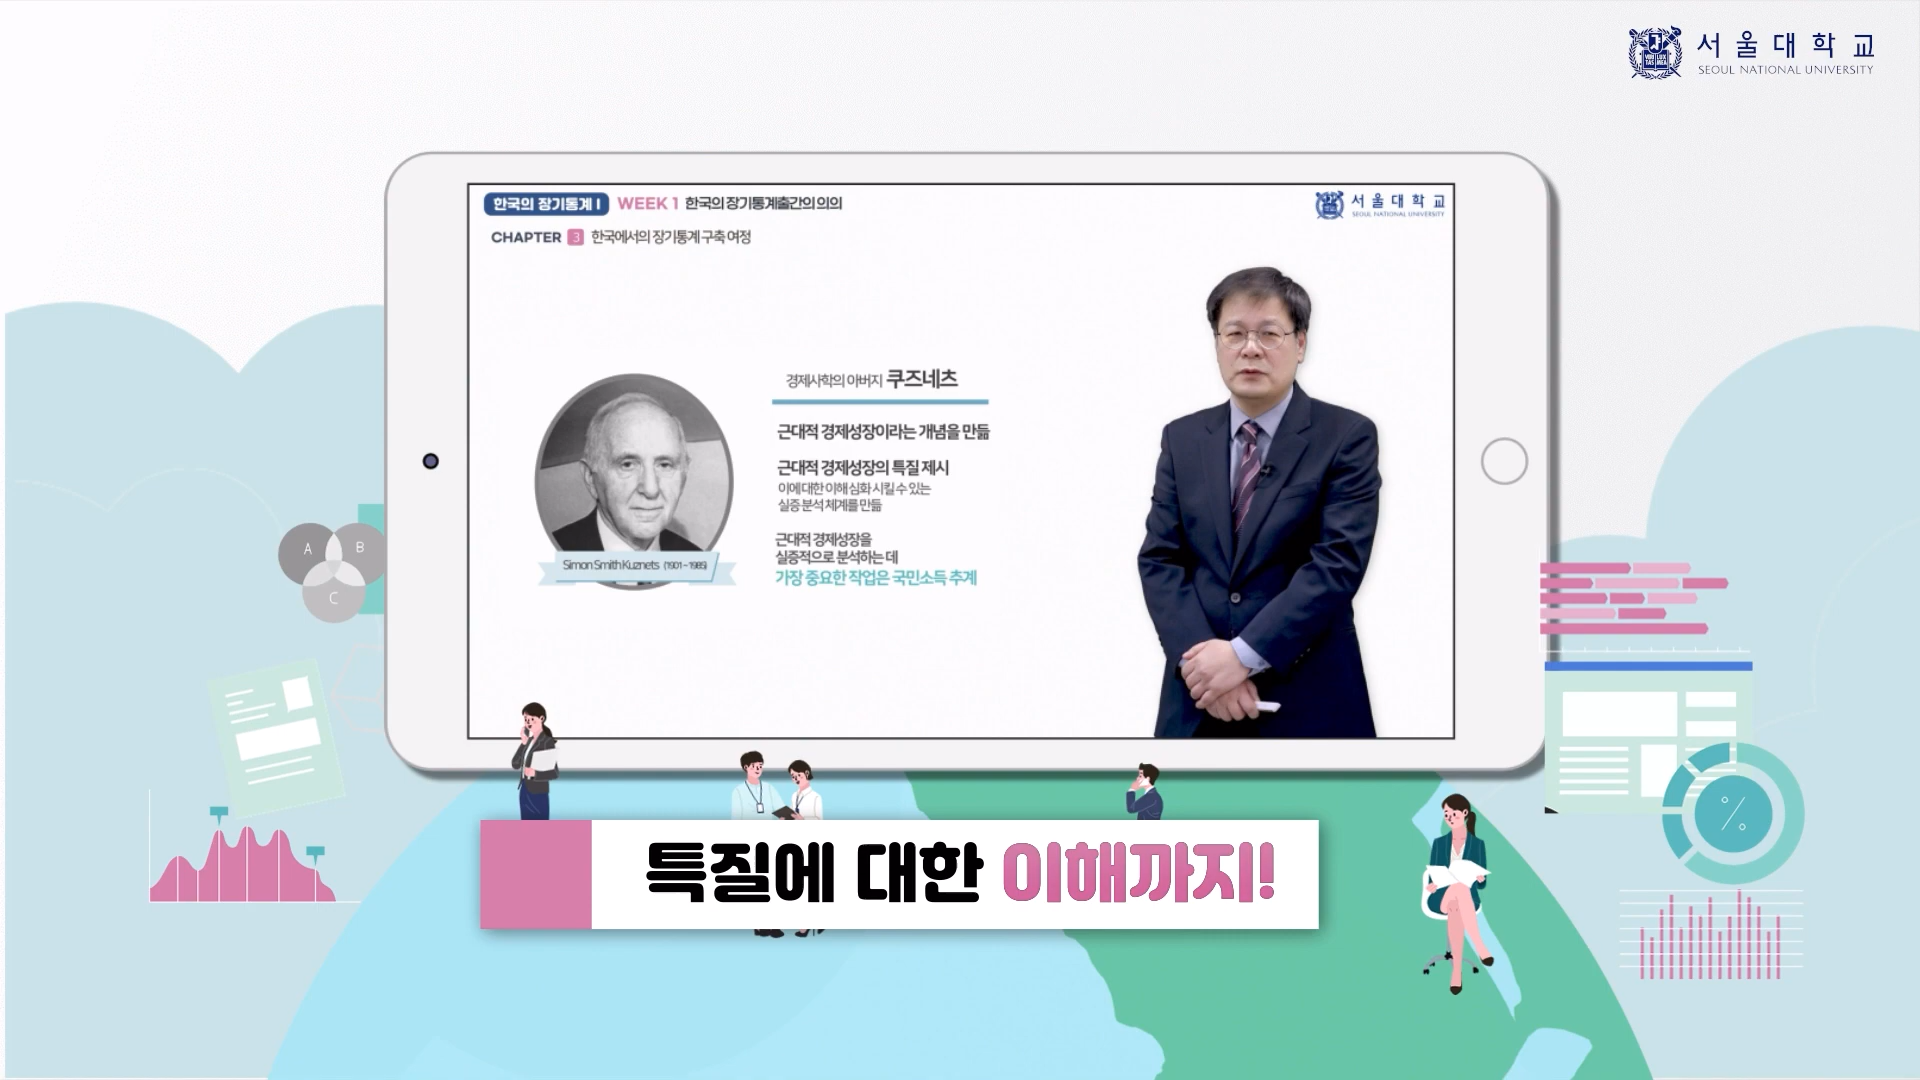 서울대학교
SEOUL NATIONAL UNIVERSITY
한국의 장기통계 I WEEK 1 한국의 장기통계출간의 의의
서울대학교
SEOUL NATIONAL UNIVERSITY
CHAPTER 3 한국에서의 장기통계 구축 여정
경제사학의 아버지 쿠즈네츠
근대적 경제성장이라는 개념을 만듦
근대적 경제성장의 특질 제시
이에 대한 이해 심화 시킬 수 있는
실증 분석 체계를 만듦
근대적 경제성장을
실증적으로 분석하는 데
가장 중요한 작업은 국민소득 추계
Simon Smith Kuznets (1901~1985)
A B
C
%
특질에 대한 이해까지!